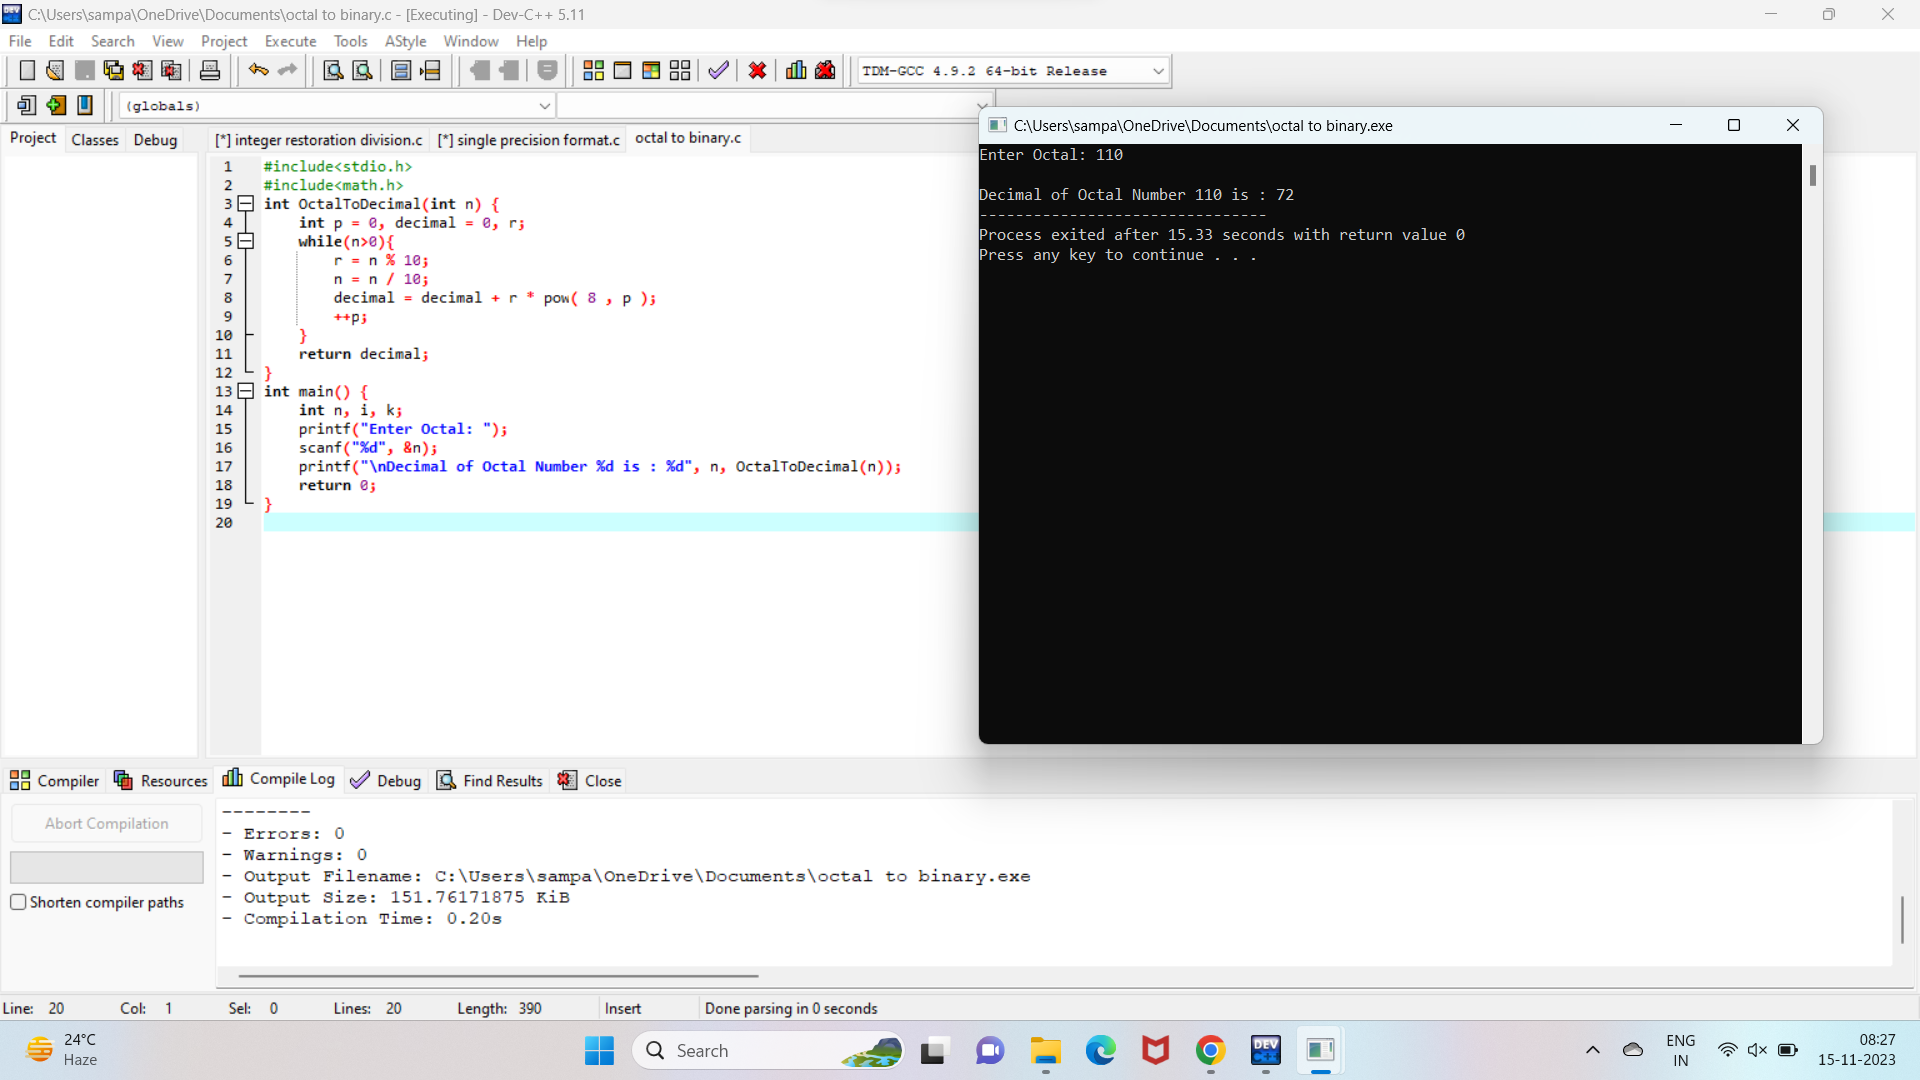 C:\Users\sampa\OneDrive\Documents\octal to binary.c - [Executing] - Dev-C++ 5.11
File Edit Search View Project Execute Tools AStyle Window Help
TDM-GCC 4.9.2 64-bit Release
(globals)
Project Classes Debug
[*] integer restoration division.c [*] single precision format.c octal to binary.c
1 #include<stdio.h>
2 #include<math.h>
3 int OctalToDecimal(int n) {
4 int p = 0, decimal = 0, r;
5 while(n>0){
6 r = n % 10;
7 n = n / 10;
8 decimal = decimal + r * pow( 8 , p );
9 ++p;
10 }
11 return decimal;
12 }
13 int main() {
14 int n, i, k;
15 printf("Enter Octal: ");
16 scanf("%d", &n);
17 printf("\nDecimal of Octal Number %d is : %d", n, OctalToDecimal(n));
18 return 0;
19 }
20
C:\Users\sampa\OneDrive\Documents\octal to binary.exe
Enter Octal: 110
Decimal of Octal Number 110 is : 72
--------------------------------
Process exited after 15.33 seconds with return value 0
Press any key to continue . . .
Compiler Resources Compile Log Debug Find Results Close
Abort Compilation
Shorten compiler paths
--------
- Errors: 0
- Warnings: 0
- Output Filename: C:\Users\sampa\OneDrive\Documents\octal to binary.exe
- Output Size: 151.76171875 KiB
- Compilation Time: 0.20s
Line: 20 Col: 1 Sel: 0 Lines: 20 Length: 390 Insert Done parsing in 0 seconds
24°C
Haze
Search
DEV
C++
ENG
IN
08:27
15-11-2023